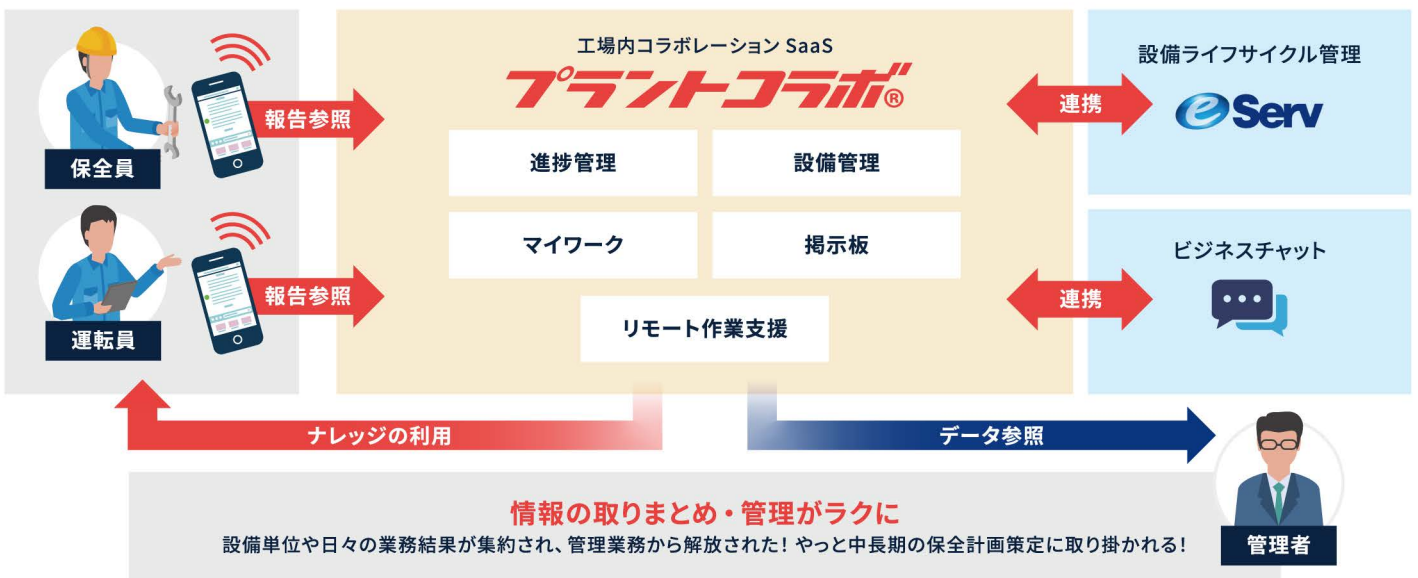 保全員
報告参照
運転員
報告参照
工場内コラボレーション SaaS
プラントコラボ®
進捗管理
設備管理
マイワーク
掲示板
リモート作業支援
連携
設備ライフサイクル管理
eServ
連携
ビジネスチャット
ナレッジの利用
データ参照
情報の取りまとめ・管理がラクに
設備単位や日々の業務結果が集約され、管理業務から解放された！やっと中長期の保全計画策定に取り掛かれる！
管理者